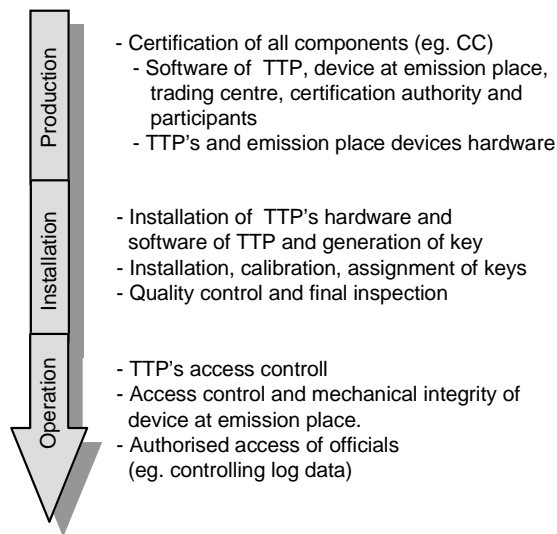 Production
- Certification of all components (eg. CC)
- Software of TTP, device at emission place,
trading centre, certification authority and
participants
- TTP's and emission place devices hardware
Installation
- Installation of TTP's hardware and
software of TTP and generation of key
- Installation, calibration, assignment of keys
- Quality control and final inspection
Operation
- TTP's access controll
- Access control and mechanical integrity of
device at emission place.
- Authorised access of officials
(eg. controlling log data)